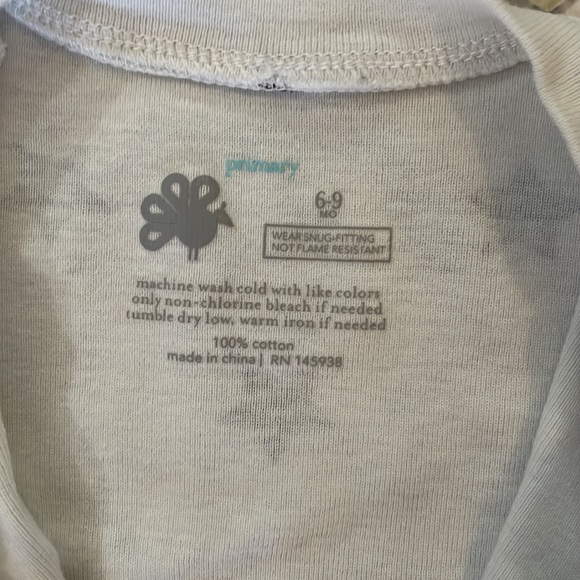 primary
6-9
MO
WEAR SNUG-FITTING
NOT FLAME RESISTANT
machine wash cold with like colors
only non-chlorine bleach if needed
tumble dry low, warm iron if needed
100% cotton
made in china | RN 145938